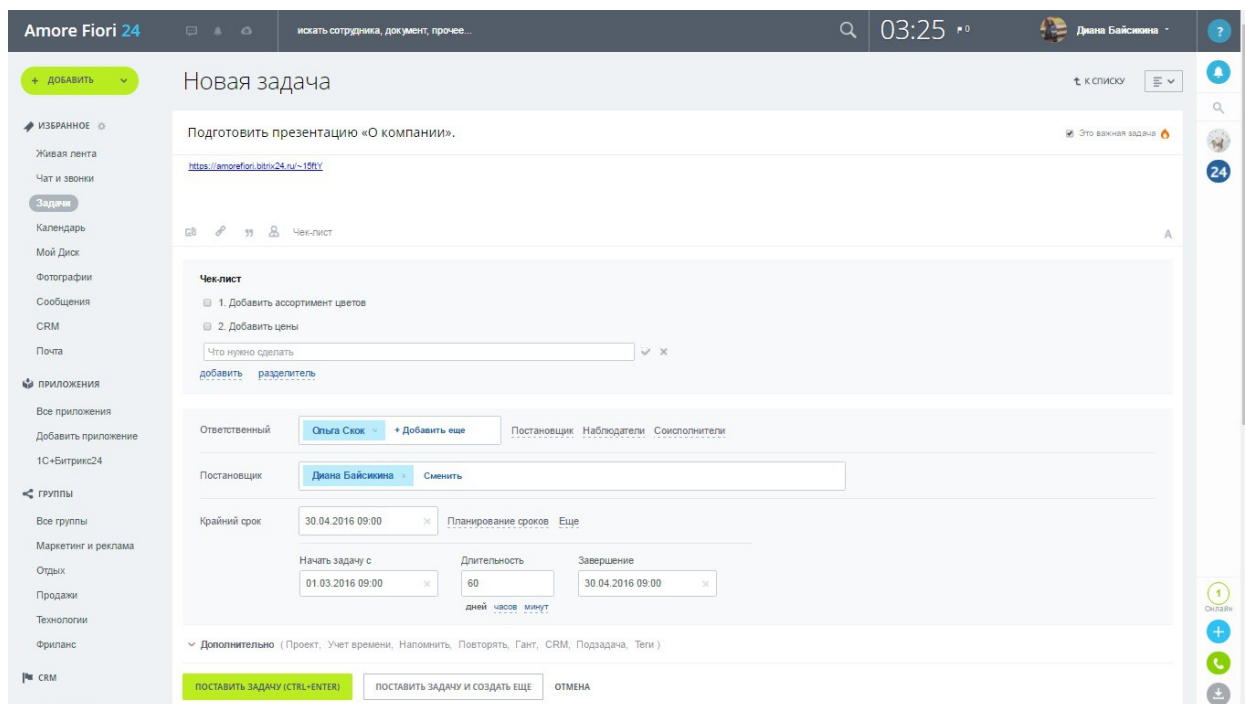 Amore Fiori 24
искать сотрудника, документ, прочее...
03:25
0
Диана Байсикина
?
+ ДОБАВИТЬ
Новая задача
К СПИСКУ
ИЗБРАННОЕ
Живая лента
Чат и звонки
Задачи
Календарь
Мой Диск
Фотографии
Сообщения
CRM
Почта
ПРИЛОЖЕНИЯ
Все приложения
Добавить приложение
1С+Битрикс24
ГРУППЫ
Все группы
Маркетинг и реклама
Отдых
Продажи
Технологии
Фриланс
CRM
Подготовить презентацию «О компании».
Это важная задача
https://amorefiori.bitrix24.ru/~15ftY
Чек-лист
A
Чек-лист
1. Добавить ассортимент цветов
2. Добавить цены
Что нужно сделать
добавить разделитель
Ответственный Ольга Скок + Добавить еще Постановщик Наблюдатели Соисполнители
Постановщик Диана Байсикина Сменить
Крайний срок 30.04.2016 09:00 Планирование сроков Еще
Начать задачу с Длительность Завершение
01.03.2016 09:00 60 30.04.2016 09:00
дней часов минут
Дополнительно (Проект, Учет времени, Напомнить, Повторять, Гант, CRM, Подзадача, Теги)
ПОСТАВИТЬ ЗАДАЧУ (CTRL+ENTER) ПОСТАВИТЬ ЗАДАЧУ И СОЗДАТЬ ЕЩЕ ОТМЕНА
24
1
Онлайн